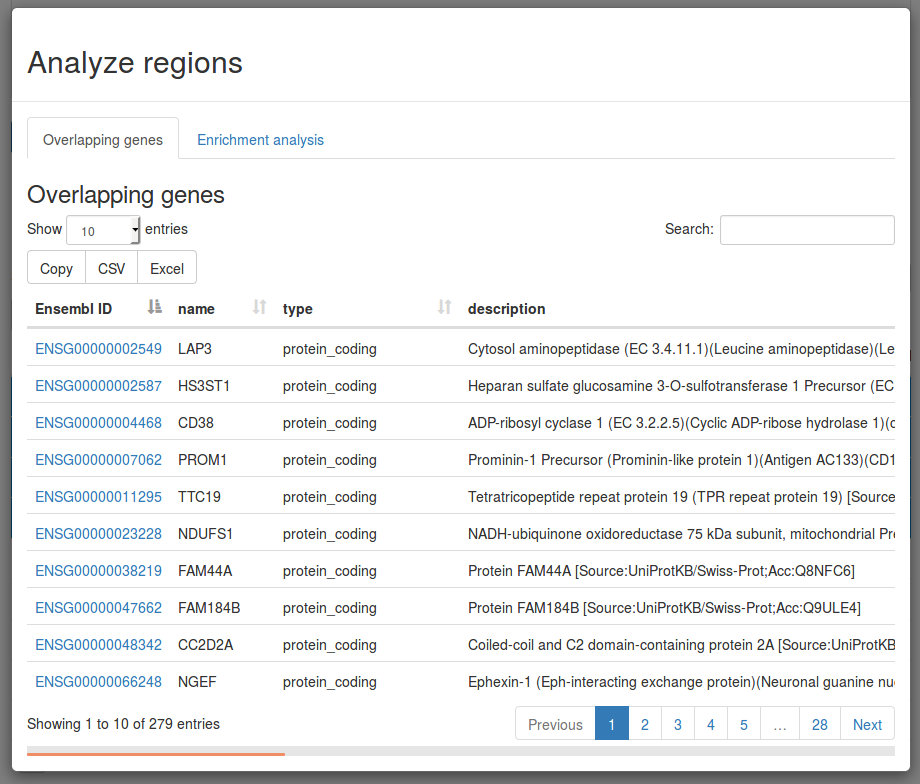 Analyze regions
Overlapping genes Enrichment analysis
Overlapping genes
Show 10 entries Search:
Copy CSV Excel
Ensembl ID name type description
ENSG00000002549 LAP3 protein_coding Cytosol aminopeptidase (EC 3.4.11.1)(Leucine aminopeptidase)(Le
ENSG00000002587 HS3ST1 protein_coding Heparan sulfate glucosamine 3-O-sulfotransferase 1 Precursor (EC
ENSG00000004468 CD38 protein_coding ADP-ribosyl cyclase 1 (EC 3.2.2.5)(Cyclic ADP-ribose hydrolase 1)(c
ENSG00000007062 PROM1 protein_coding Prominin-1 Precursor (Prominin-like protein 1)(Antigen AC133)(CD1
ENSG00000011295 TTC19 protein_coding Tetratricopeptide repeat protein 19 (TPR repeat protein 19) [Source
ENSG00000023228 NDUFS1 protein_coding NADH-ubiquinone oxidoreductase 75 kDa subunit, mitochondrial Pr
ENSG00000038219 FAM44A protein_coding Protein FAM44A [Source:UniProtKB/Swiss-Prot;Acc:Q8NFC6]
ENSG00000047662 FAM184B protein_coding Protein FAM184B [Source:UniProtKB/Swiss-Prot;Acc:Q9ULE4]
ENSG00000048342 CC2D2A protein_coding Coiled-coil and C2 domain-containing protein 2A [Source:UniProtKB
ENSG00000066248 NGEF protein_coding Ephexin-1 (Eph-interacting exchange protein)(Neuronal guanine nu
Showing 1 to 10 of 279 entries Previous 1 2 3 4 5 … 28 Next